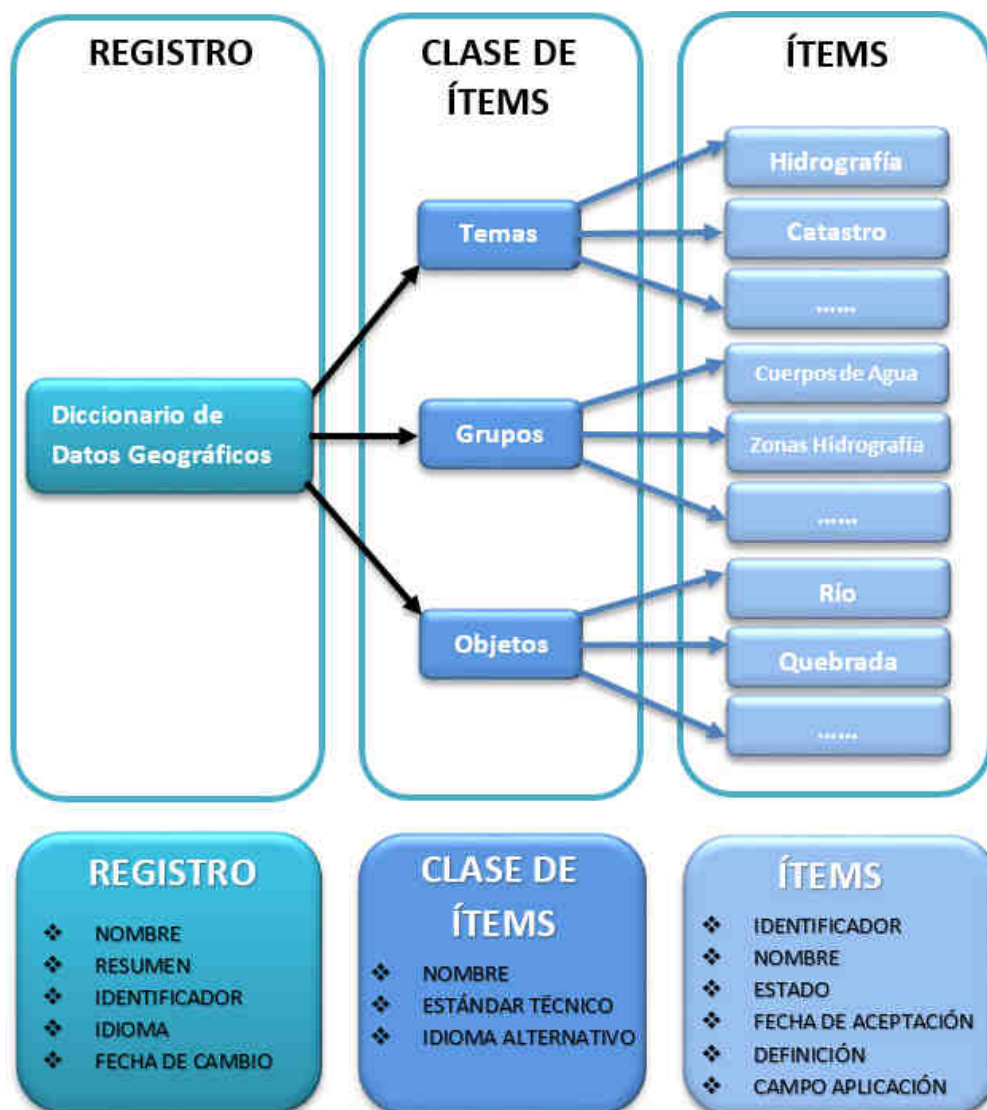 REGISTRO
CLASE DE
ÍTEMS
ÍTEMS
Temas
Hidrografía
Catastro
......
Diccionario de
Datos Geográficos
Grupos
Cuerpos de Agua
Zonas Hidrografía
......
Objetos
Río
Quebrada
......
REGISTRO
❖ NOMBRE
❖ RESUMEN
❖ IDENTIFICADOR
❖ IDIOMA
❖ FECHA DE CAMBIO
CLASE DE
ÍTEMS
❖ NOMBRE
❖ ESTÁNDAR TÉCNICO
❖ IDIOMA ALTERNATIVO
ÍTEMS
❖ IDENTIFICADOR
❖ NOMBRE
❖ ESTADO
❖ FECHA DE ACEPTACIÓN
❖ DEFINICIÓN
❖ CAMPO APLICACIÓN